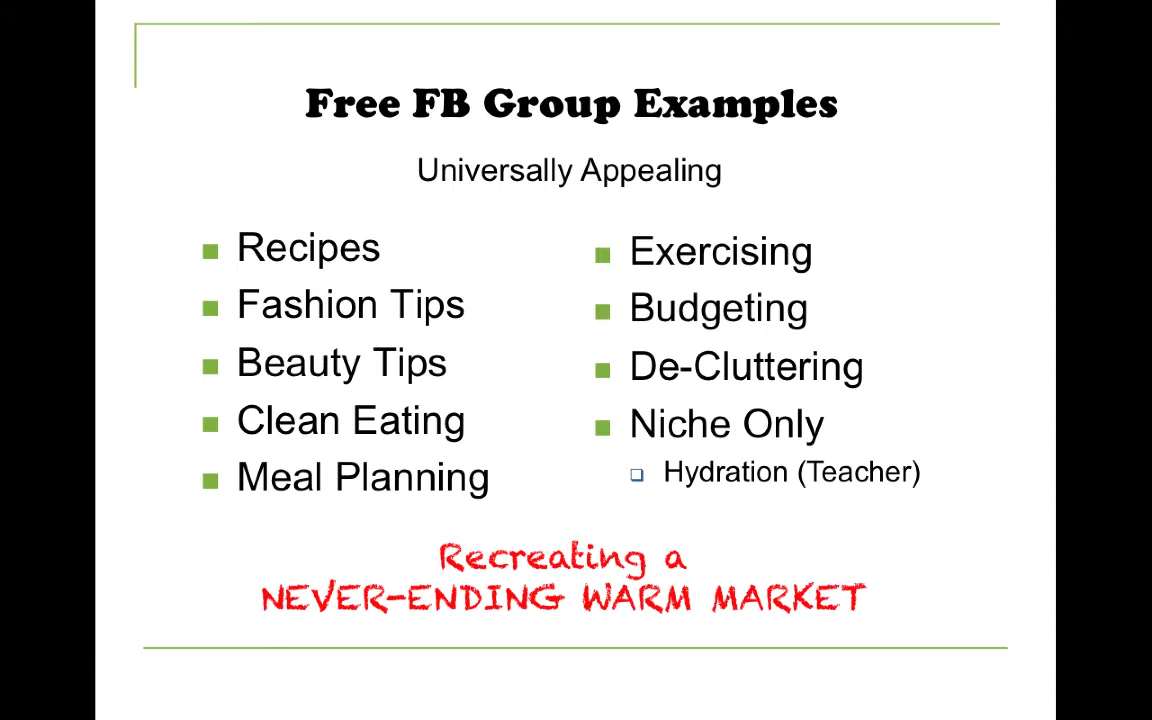 Free FB Group Examples
Universally Appealing
Recipes
Fashion Tips
Beauty Tips
Clean Eating
Meal Planning
Exercising
Budgeting
De-Cluttering
Niche Only
Hydration (Teacher)
Recreating a
NEVER-ENDING WARM MARKET